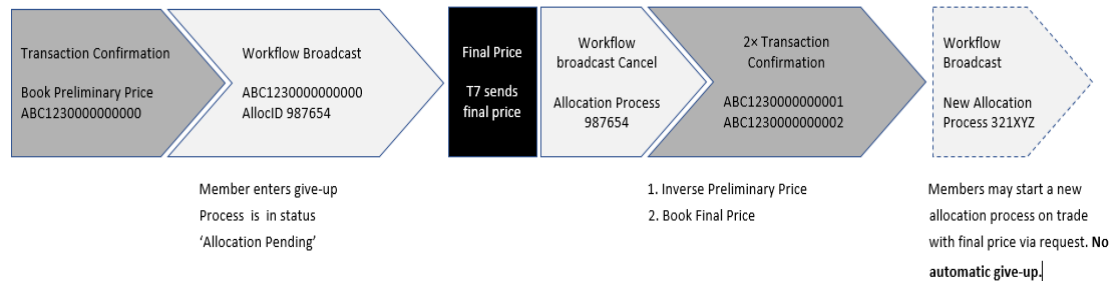 Transaction Confirmation
Book Preliminary Price
ABC1230000000000
Workflow Broadcast
ABC1230000000000
AllocID 987654
Final Price
T7 sends
final price
Workflow
broadcast Cancel
Allocation Process
987654
2× Transaction
Confirmation
ABC1230000000001
ABC1230000000002
Workflow
Broadcast
New Allocation
Process 321XYZ
Member enters give-up
Process is in status
‘Allocation Pending’
1. Inverse Preliminary Price
2. Book Final Price
Members may start a new
allocation process on trade
with final price via request. No
automatic give-up.